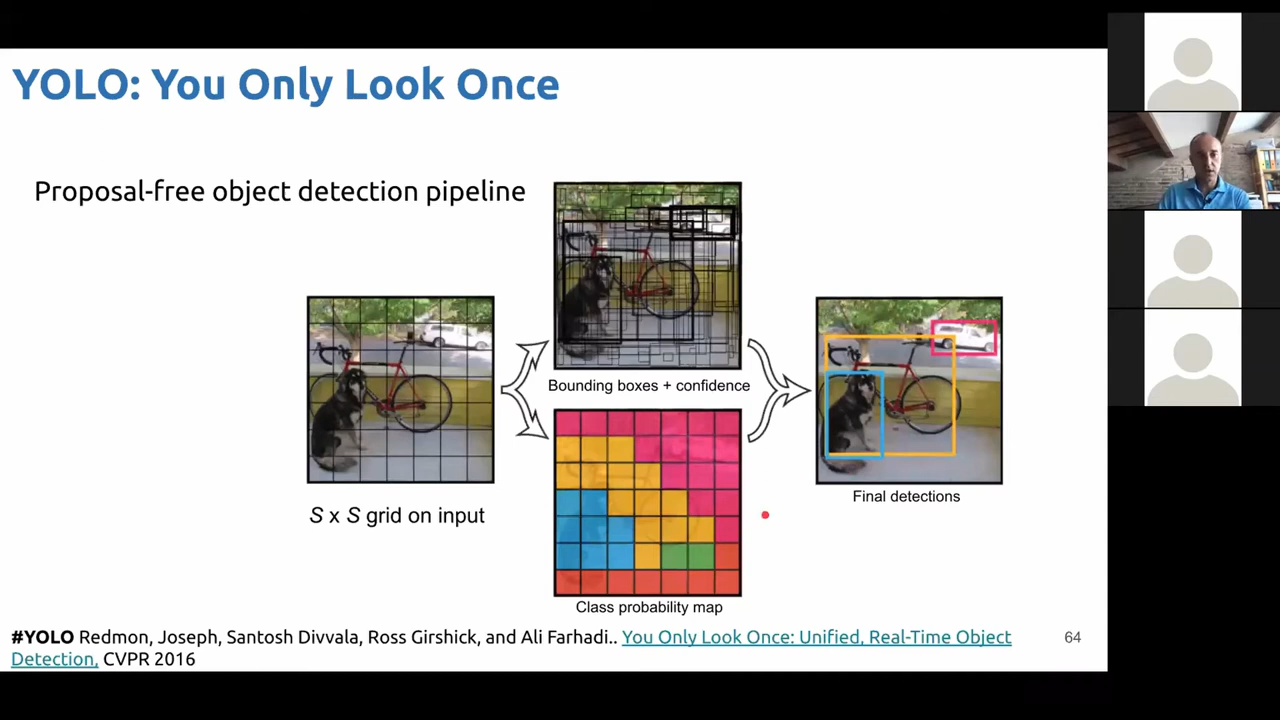 YOLO: You Only Look Once
Proposal-free object detection pipeline
Bounding boxes + confidence
S x S grid on input
Class probability map
Final detections
#YOLO Redmon, Joseph, Santosh Divvala, Ross Girshick, and Ali Farhadi.. You Only Look Once: Unified, Real-Time Object
Detection, CVPR 2016
64